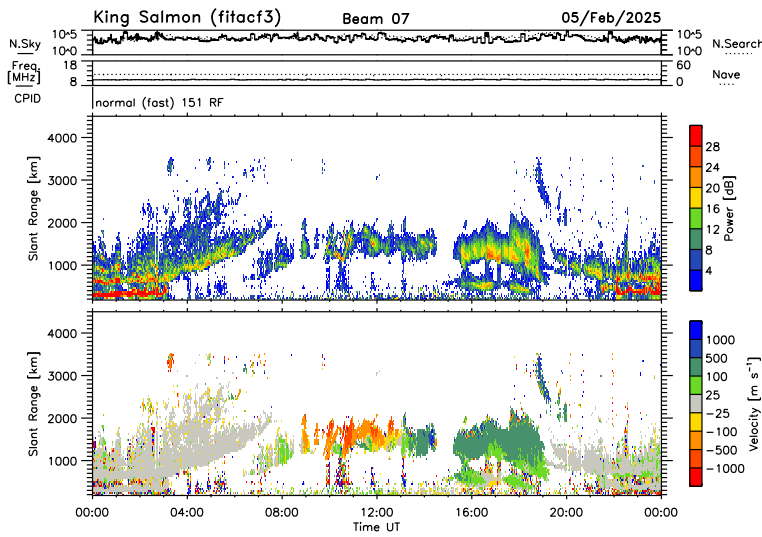 King Salmon (fitacf3) Beam 07 05/Feb/2025
N.Sky 10^5 10^0 10^5 10^0 N.Search
Freq. [MHz] 18 8 60 0 Nave
CPID normal (fast) 151 RF
Slant Range [km] 4000 3000 2000 1000
Power [dB] 28 24 20 16 12 8 4
Slant Range [km] 4000 3000 2000 1000
Velocity [m s⁻¹] 1000 500 100 25 -25 -100 -500 -1000
00:00 04:00 08:00 12:00 16:00 20:00 00:00
Time UT